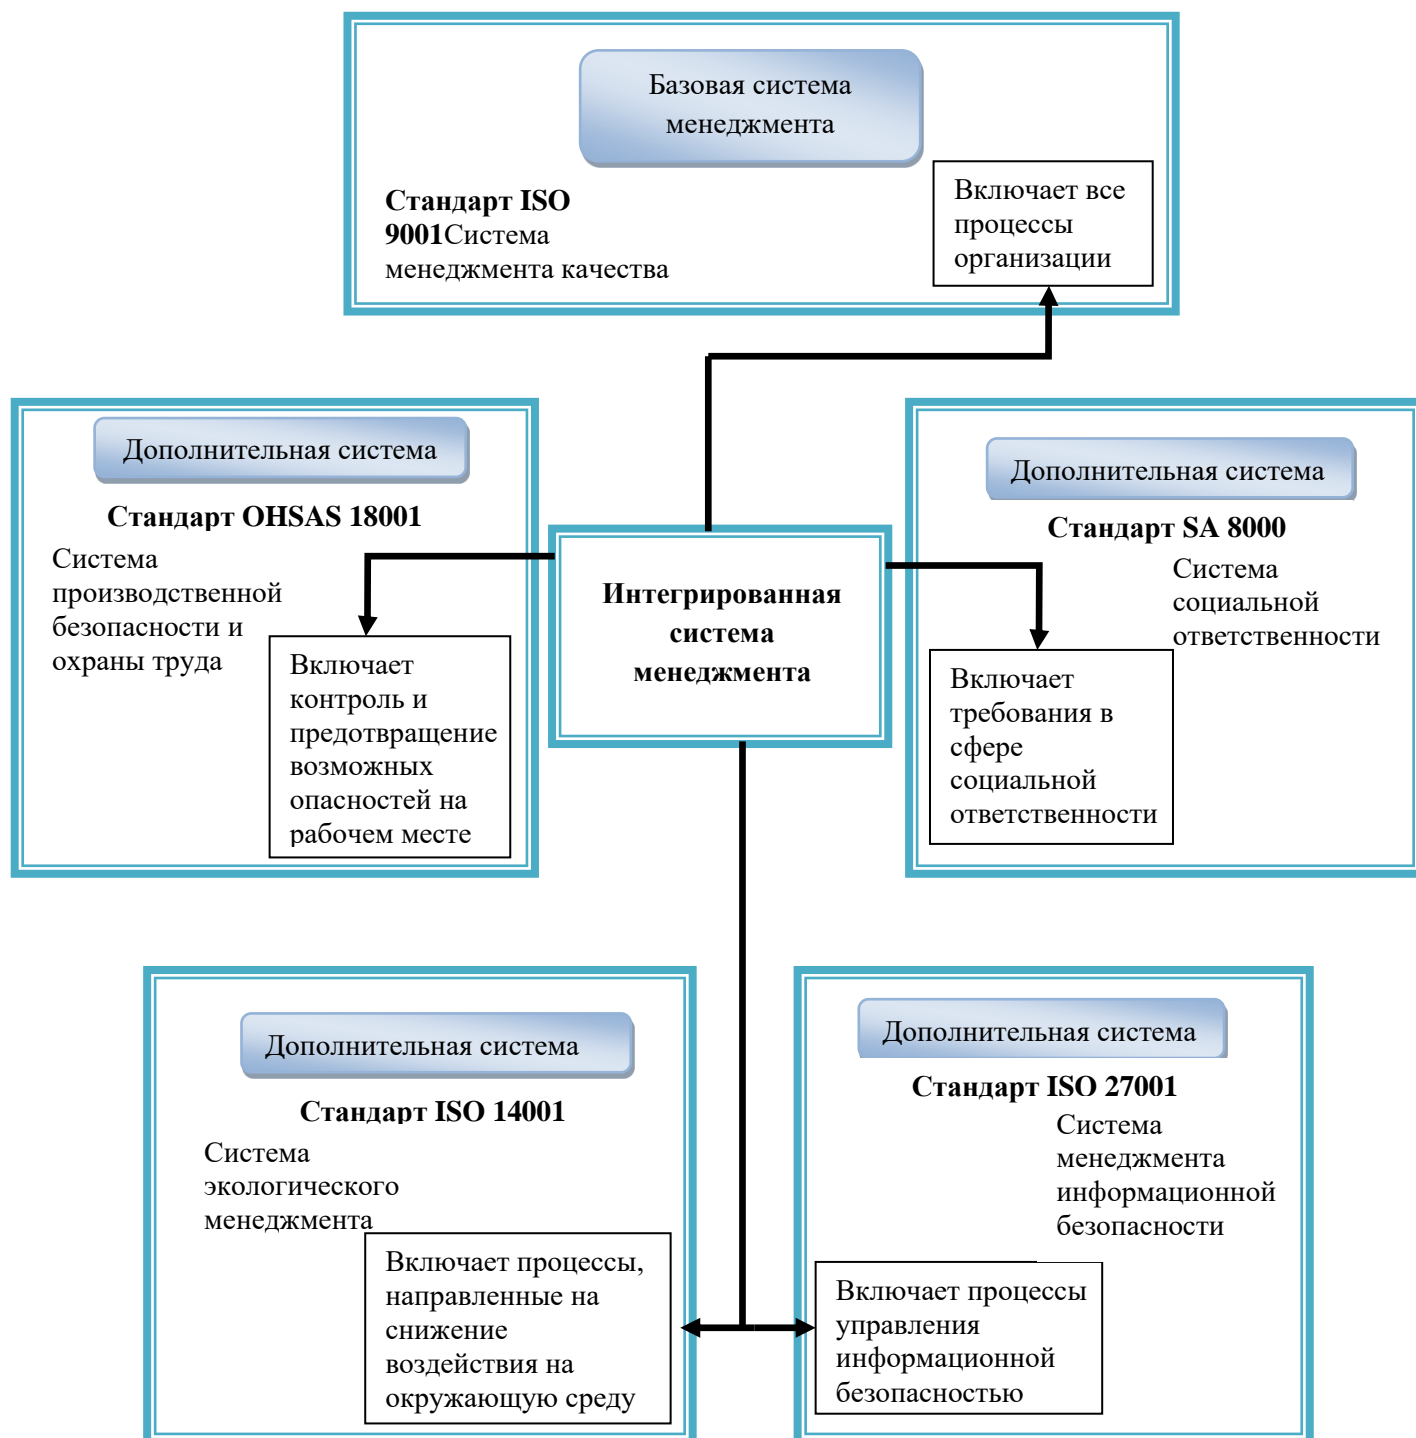 Базовая система
менеджмента
Стандарт ISO
9001Система
менеджмента качества
Включает все
процессы
организации
Дополнительная система
Стандарт OHSAS 18001
Система
производственной
безопасности и
охраны труда
Включает
контроль и
предотвращение
возможных
опасностей на
рабочем месте
Интегрированная
система
менеджмента
Дополнительная система
Стандарт SA 8000
Система
социальной
ответственности
Включает
требования в
сфере
социальной
ответственности
Дополнительная система
Стандарт ISO 14001
Система
экологического
менеджмента
Включает процессы,
направленные на
снижение
воздействия на
окружающую среду
Дополнительная система
Стандарт ISO 27001
Система
менеджмента
информационной
безопасности
Включает процессы
управления
информационной
безопасностью